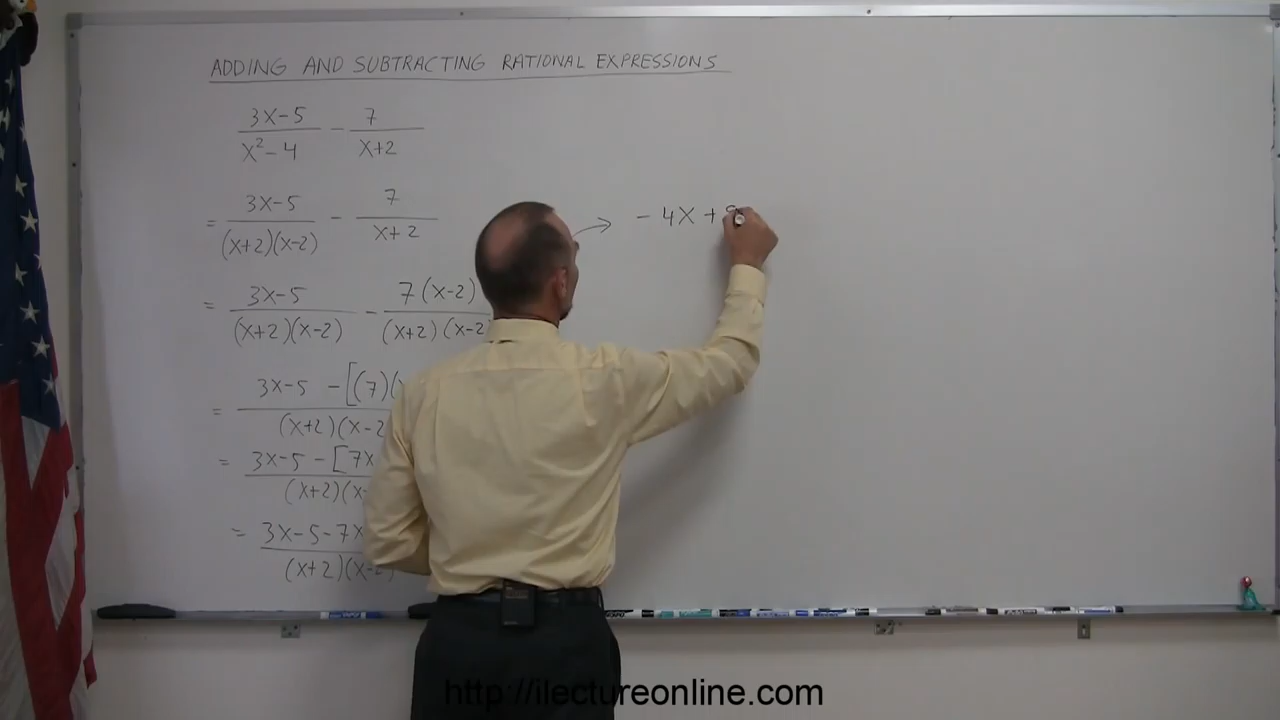 ADDING AND SUBTRACTING RATIONAL EXPRESSIONS
3X-5 / X²-4 - 7 / X+2
= 3X-5 / (X+2)(X-2) - 7 / X+2
= 3X-5 / (X+2)(X-2) - 7(X-2) / (X+2)(X-2
= 3X-5 -[(7)( / (X+2)(X-2
= 3X-5-[7X / (X+2)(X-
= 3X-5-7X / (X+2)(X-2
→ -4X+
http://ilectureonline.com